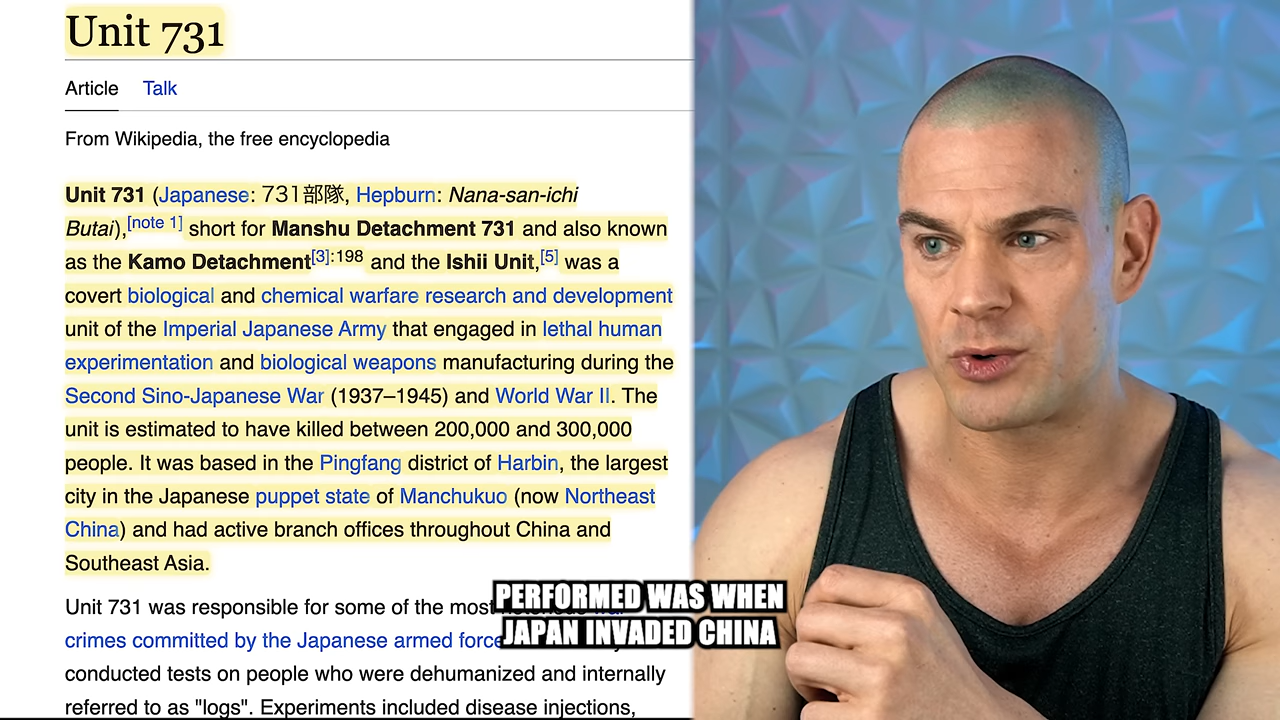 Unit 731
Article Talk
From Wikipedia, the free encyclopedia
Unit 731 (Japanese: 731部隊, Hepburn: Nana-san-ichi
Butai),[note 1] short for Manshu Detachment 731 and also known
as the Kamo Detachment[3]:198 and the Ishii Unit,[5] was a
covert biological and chemical warfare research and development
unit of the Imperial Japanese Army that engaged in lethal human
experimentation and biological weapons manufacturing during the
Second Sino-Japanese War (1937–1945) and World War II. The
unit is estimated to have killed between 200,000 and 300,000
people. It was based in the Pingfang district of Harbin, the largest
city in the Japanese puppet state of Manchukuo (now Northeast
China) and had active branch offices throughout China and
Southeast Asia.
Unit 731 was responsible for some of the most
crimes committed by the Japanese armed
conducted tests on people who were dehumanized and internally
referred to as "logs". Experiments included disease injections,
PERFORMED WAS WHEN
JAPAN INVADED CHINA